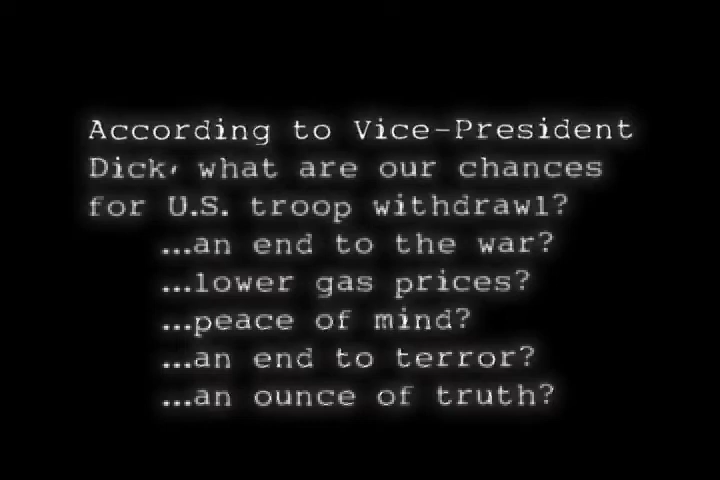 According to Vice-President
Dick, what are our chances
for U.S. troop withdrawl?
...an end to the war?
...lower gas prices?
...peace of mind?
...an end to terror?
...an ounce of truth?